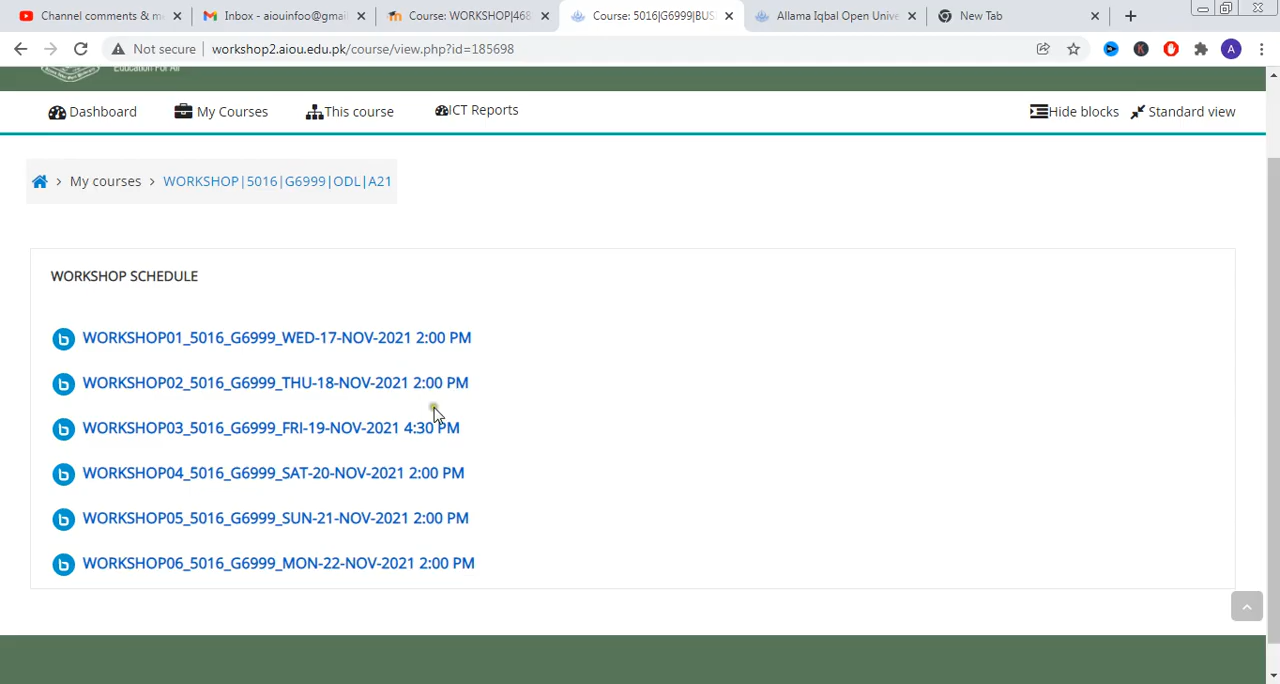 Channel comments & m
Inbox - aiouinfoo@gmai
Course: WORKSHOP|468
Course: 5016|G6999|BUS
Allama Iqbal Open Unive
New Tab
Not secure
workshop2.aiou.edu.pk/course/view.php?id=185698
K
A
Education For All
Dashboard
My Courses
This course
ICT Reports
Hide blocks
Standard view
My courses
WORKSHOP|5016|G6999|ODL|A21
WORKSHOP SCHEDULE
b WORKSHOP01_5016_G6999_WED-17-NOV-2021 2:00 PM
b WORKSHOP02_5016_G6999_THU-18-NOV-2021 2:00 PM
b WORKSHOP03_5016_G6999_FRI-19-NOV-2021 4:30 PM
b WORKSHOP04_5016_G6999_SAT-20-NOV-2021 2:00 PM
b WORKSHOP05_5016_G6999_SUN-21-NOV-2021 2:00 PM
b WORKSHOP06_5016_G6999_MON-22-NOV-2021 2:00 PM